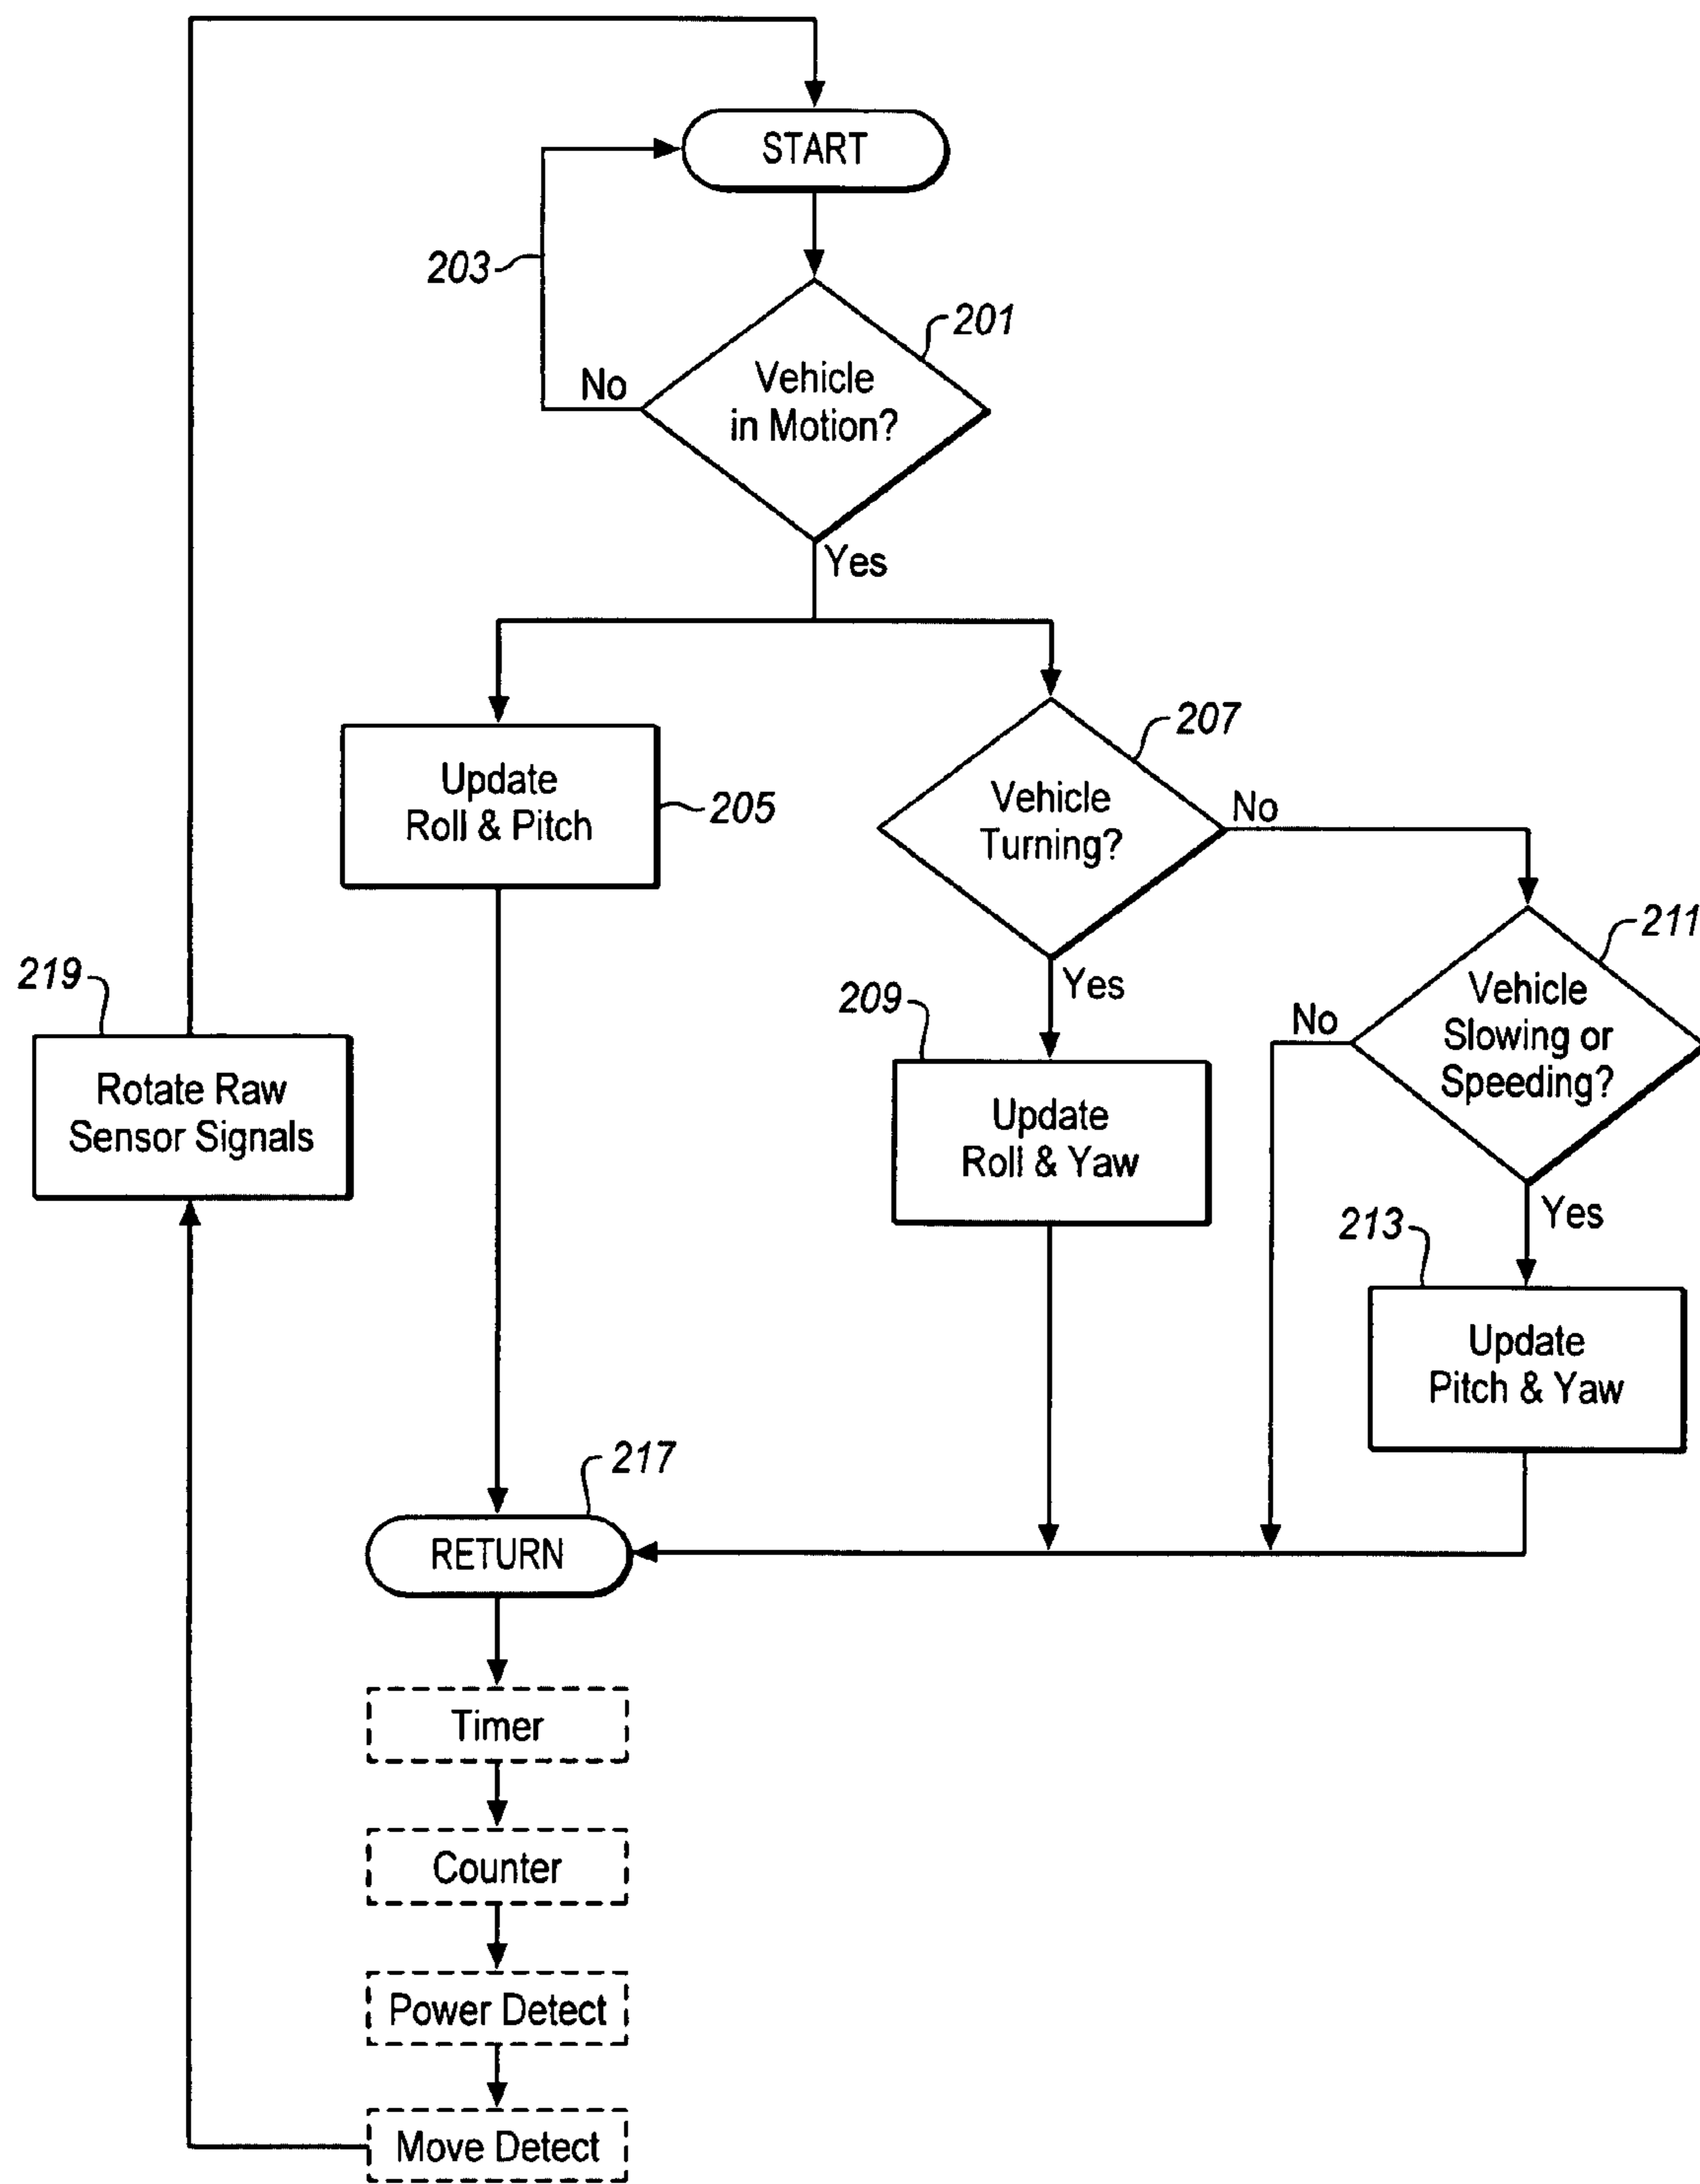 START
203
201
Vehicle
in Motion?
No
Yes
Update
Roll & Pitch
205
207
Vehicle
Turning?
No
Yes
211
Vehicle
Slowing or
Speeding?
No
Yes
219
Rotate Raw
Sensor Signals
209
Update
Roll & Yaw
213
Update
Pitch & Yaw
217
RETURN
Timer
Counter
Power Detect
Move Detect